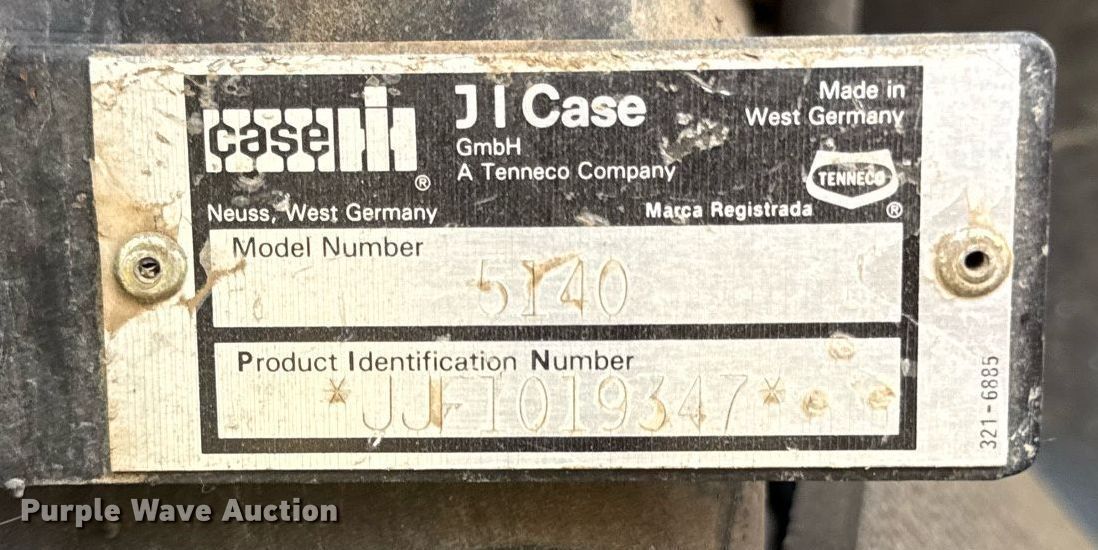 case IH ®
J I Case
GmbH
A Tenneco Company
Made in
West Germany
TENNECO ®
Neuss, West Germany
Marca Registrada
Model Number
5140
Product Identification Number
*JJF1019347*
321-6885
Purple Wave Auction